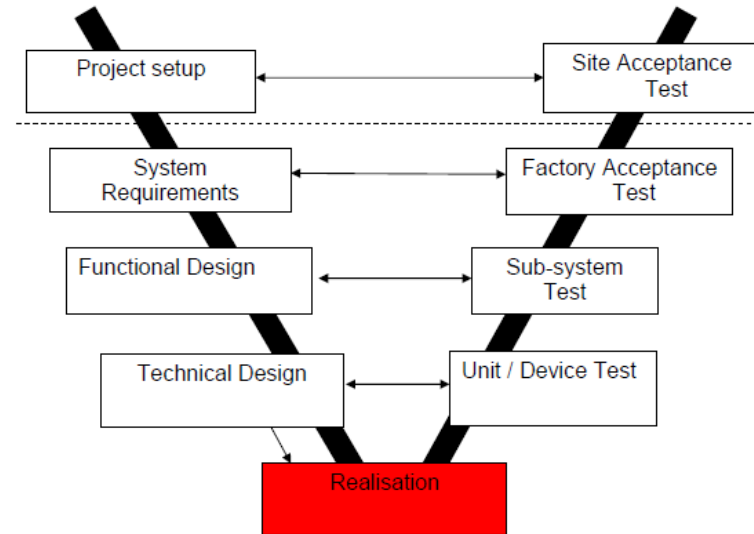 Project setup
Site Acceptance
Test
System
Requirements
Factory Acceptance
Test
Functional Design
Sub-system
Test
Technical Design
Unit / Device Test
Realisation